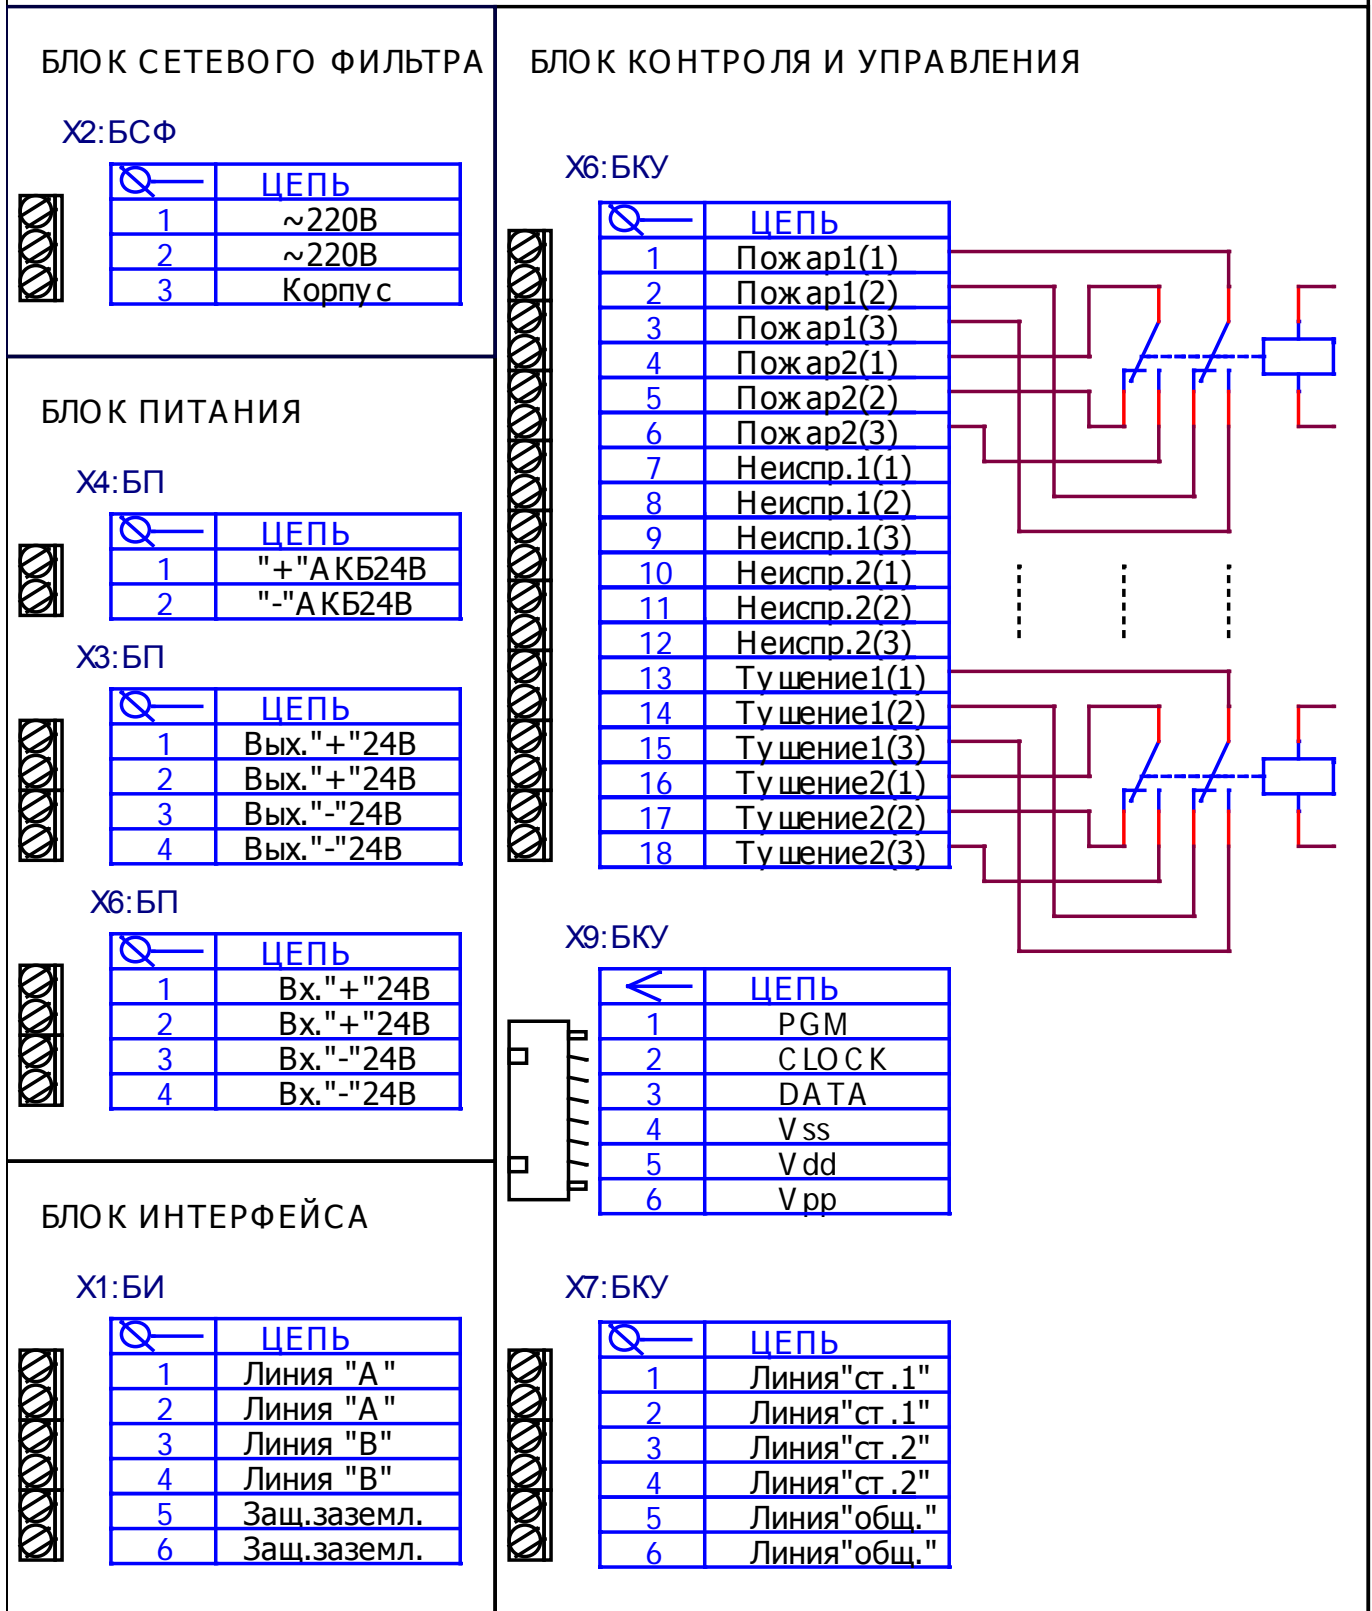 БЛОК СЕТЕВОГО ФИЛЬТРА
X2:БСФ
ЦЕПЬ
1 ~220В
2 ~220В
3 Корпус
БЛОК ПИТАНИЯ
X4:БП
ЦЕПЬ
1 "+"АКБ24В
2 "-"АКБ24В
X3:БП
ЦЕПЬ
1 Вых."+"24В
2 Вых."+"24В
3 Вых."-"24В
4 Вых."-"24В
X6:БП
ЦЕПЬ
1 Вх."+"24В
2 Вх."+"24В
3 Вх."-"24В
4 Вх."-"24В
БЛОК ИНТЕРФЕЙСА
X1:БИ
ЦЕПЬ
1 Линия "А"
2 Линия "А"
3 Линия "В"
4 Линия "В"
5 Защ.заземл.
6 Защ.заземл.
БЛОК КОНТРОЛЯ И УПРАВЛЕНИЯ
X6:БКУ
ЦЕПЬ
1 Пожар1(1)
2 Пожар1(2)
3 Пожар1(3)
4 Пожар2(1)
5 Пожар2(2)
6 Пожар2(3)
7 Неиспр.1(1)
8 Неиспр.1(2)
9 Неиспр.1(3)
10 Неиспр.2(1)
11 Неиспр.2(2)
12 Неиспр.2(3)
13 Тушение1(1)
14 Тушение1(2)
15 Тушение1(3)
16 Тушение2(1)
17 Тушение2(2)
18 Тушение2(3)
X9:БКУ
ЦЕПЬ
1 PGM
2 CLOCK
3 DATA
4 Vss
5 Vdd
6 Vpp
X7:БКУ
ЦЕПЬ
1 Линия"ст.1"
2 Линия"ст.1"
3 Линия"ст.2"
4 Линия"ст.2"
5 Линия"общ."
6 Линия"общ."